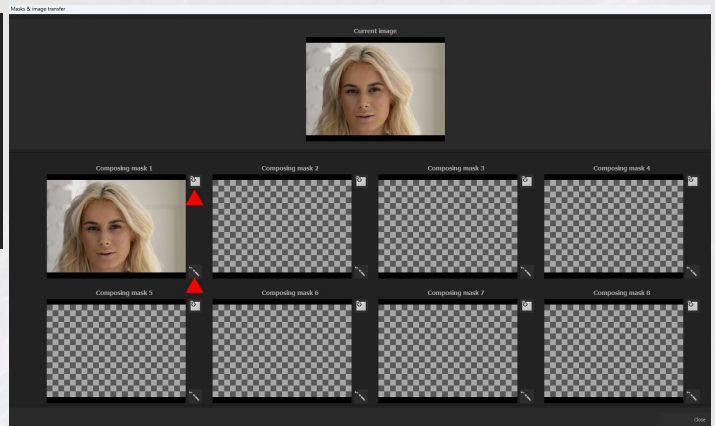 Masks & image transfer
Current image
Composing mask 1
Composing mask 2
Composing mask 3
Composing mask 4
Composing mask 5
Composing mask 6
Composing mask 7
Composing mask 8
Close